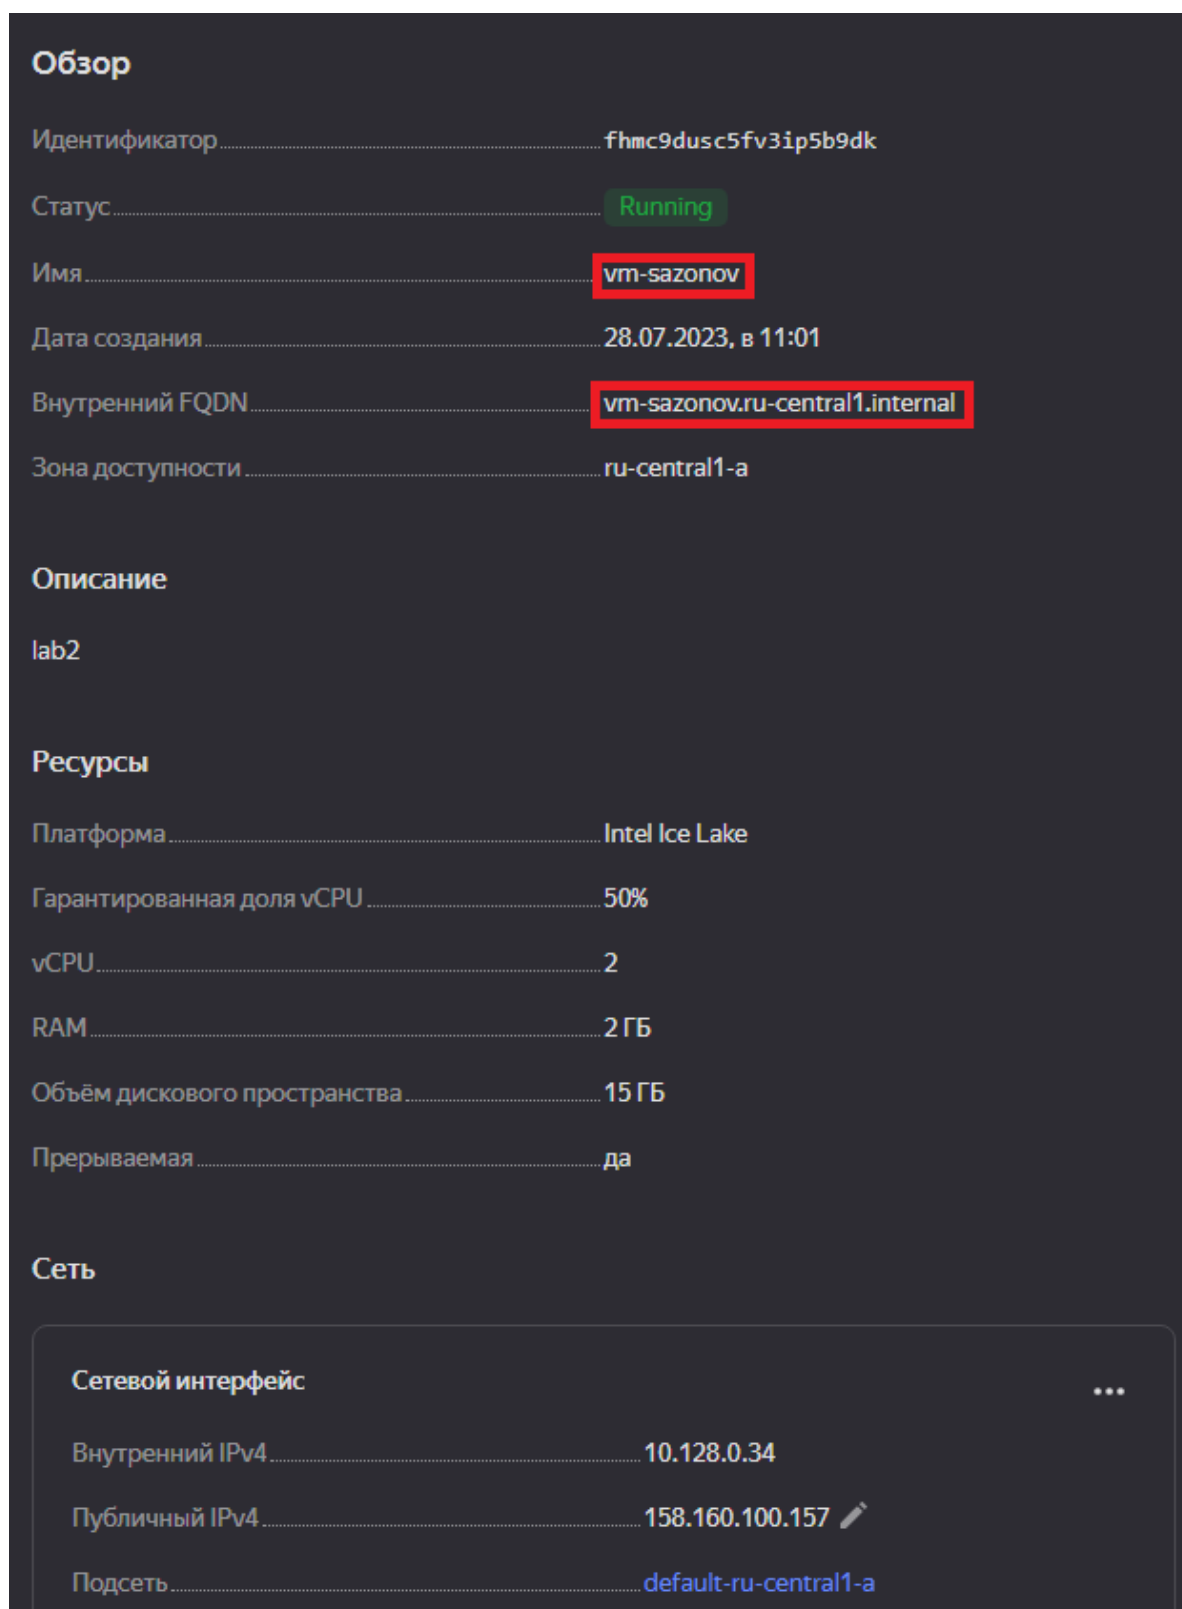 Обзор
Идентификатор fhmc9dusc5fv3ip5b9dk
Статус Running
Имя vm-sazonov
Дата создания 28.07.2023, в 11:01
Внутренний FQDN vm-sazonov.ru-central1.internal
Зона доступности ru-central1-a
Описание
lab2
Ресурсы
Платформа Intel Ice Lake
Гарантированная доля vCPU 50%
vCPU 2
RAM 2 ГБ
Объём дискового пространства 15 ГБ
Прерываемая да
Сеть
Сетевой интерфейс
Внутренний IPv4 10.128.0.34
Публичный IPv4 158.160.100.157
Подсеть default-ru-central1-a